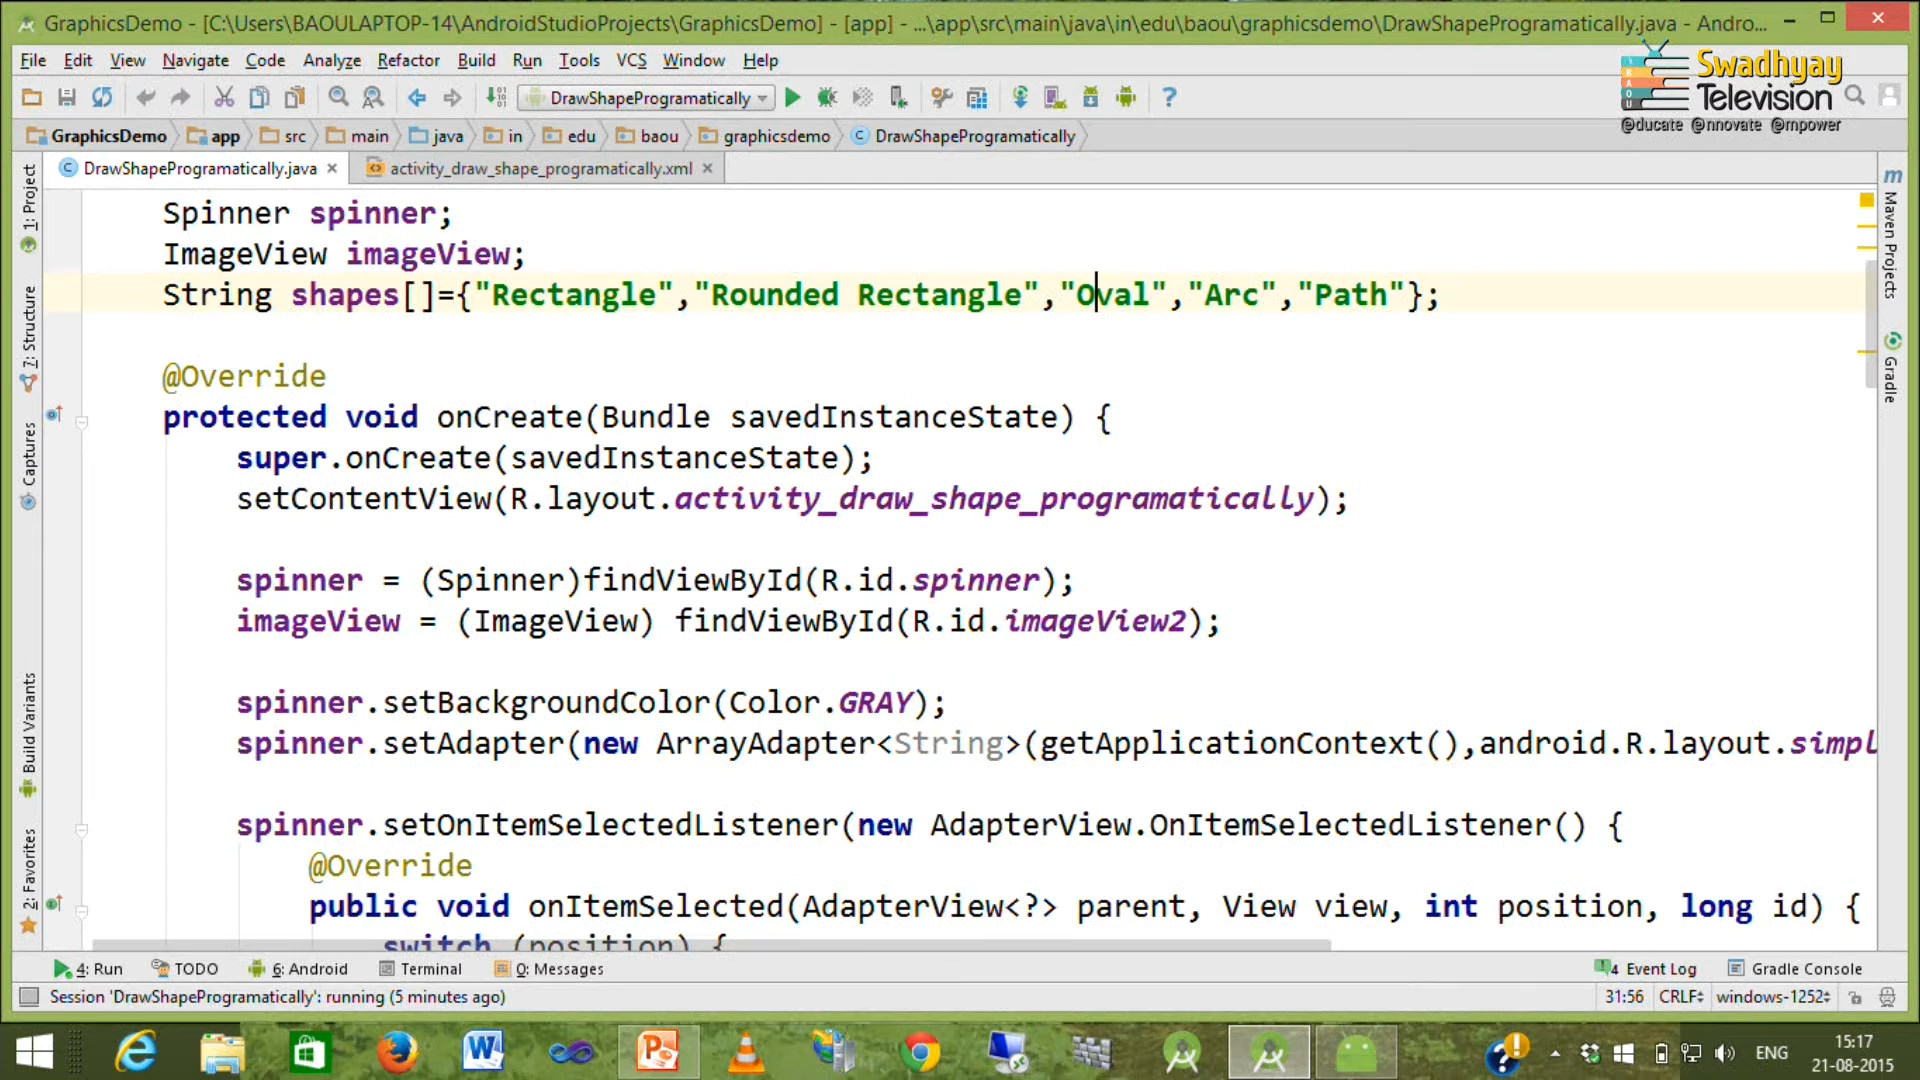 GraphicsDemo - [C:\Users\BAOULAPTOP-14\AndroidStudioProjects\GraphicsDemo] - [app] - ...\app\src\main\java\in\edu\baou\graphicsdemo\DrawShapeProgramatically.java - Andro...
File Edit View Navigate Code Analyze Refactor Build Run Tools VCS Window Help
Swadhyay
Television
@ducate @nnovate @mpower
DrawShapeProgramatically
GraphicsDemo app src main java in edu baou graphicsdemo DrawShapeProgramatically
DrawShapeProgramatically.java activity_draw_shape_programatically.xml
1: Project
7: Structure
Captures
Build Variants
2: Favorites
Maven Projects
Gradle
Spinner spinner;
ImageView imageView;
String shapes[]={"Rectangle","Rounded Rectangle","Oval","Arc","Path"};
@Override
protected void onCreate(Bundle savedInstanceState) {
super.onCreate(savedInstanceState);
setContentView(R.layout.activity_draw_shape_programatically);
spinner = (Spinner)findViewById(R.id.spinner);
imageView = (ImageView) findViewById(R.id.imageView2);
spinner.setBackgroundColor(Color.GRAY);
spinner.setAdapter(new ArrayAdapter<String>(getApplicationContext(),android.R.layout.simpl
spinner.setOnItemSelectedListener(new AdapterView.OnItemSelectedListener() {
@Override
public void onItemSelected(AdapterView<?> parent, View view, int position, long id) {
switch (position) {
4: Run TODO 6: Android Terminal 0: Messages 4 Event Log Gradle Console
Session 'DrawShapeProgramatically': running (5 minutes ago) 31:56 CRLF windows-1252
ENG
15:17
21-08-2015